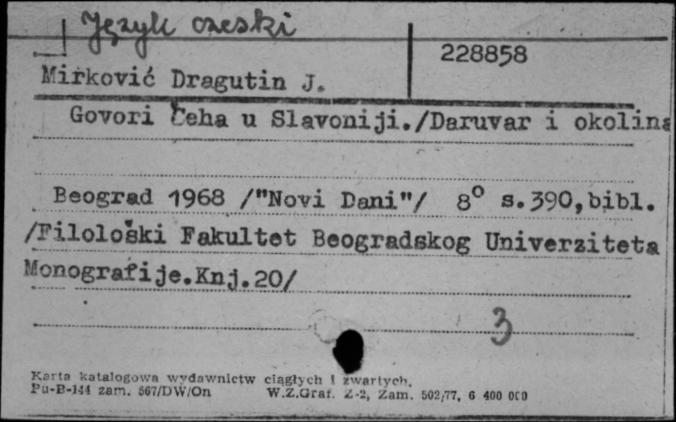 Język czeski
228858
Mirković Dragutin J.
Govori Čeha u Slavoniji./Daruvar i okolina
Beograd 1968 /"Novi Dani"/ 8° s.390,bibl.
/Filološki Fakultet Beogradskog Univerziteta
Monografije.Knj.20/
3
Karta katalogowa wydawnictw ciągłych i zwartych.
Pu-B-144 zam. 567/DW/On W.Z.Graf. Z-2, Zam. 502/77, 6 400 000